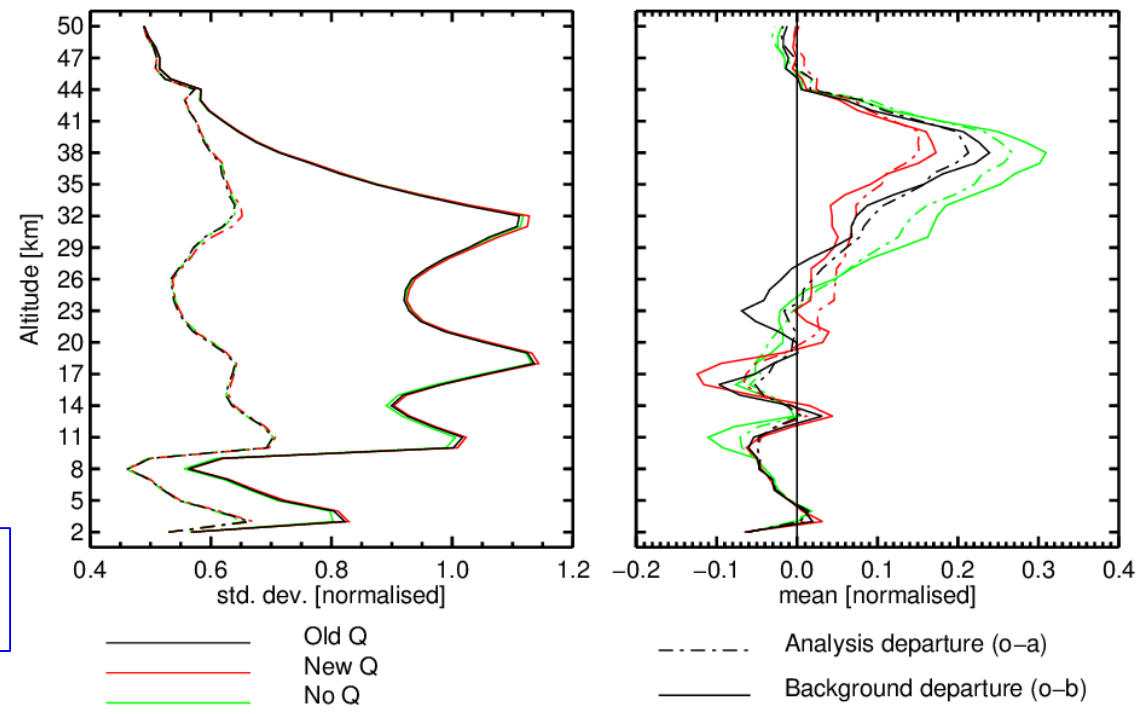 50
47
44
41
38
35
32
29
26
23
20
17
14
11
8
5
2
Altitude [km]
0.4 0.6 0.8 1.0 1.2
std. dev. [normalised]
−0.2 −0.1 0.0 0.1 0.2 0.3 0.4
mean [normalised]
Old Q
New Q
No Q
Analysis departure (o−a)
Background departure (o−b)